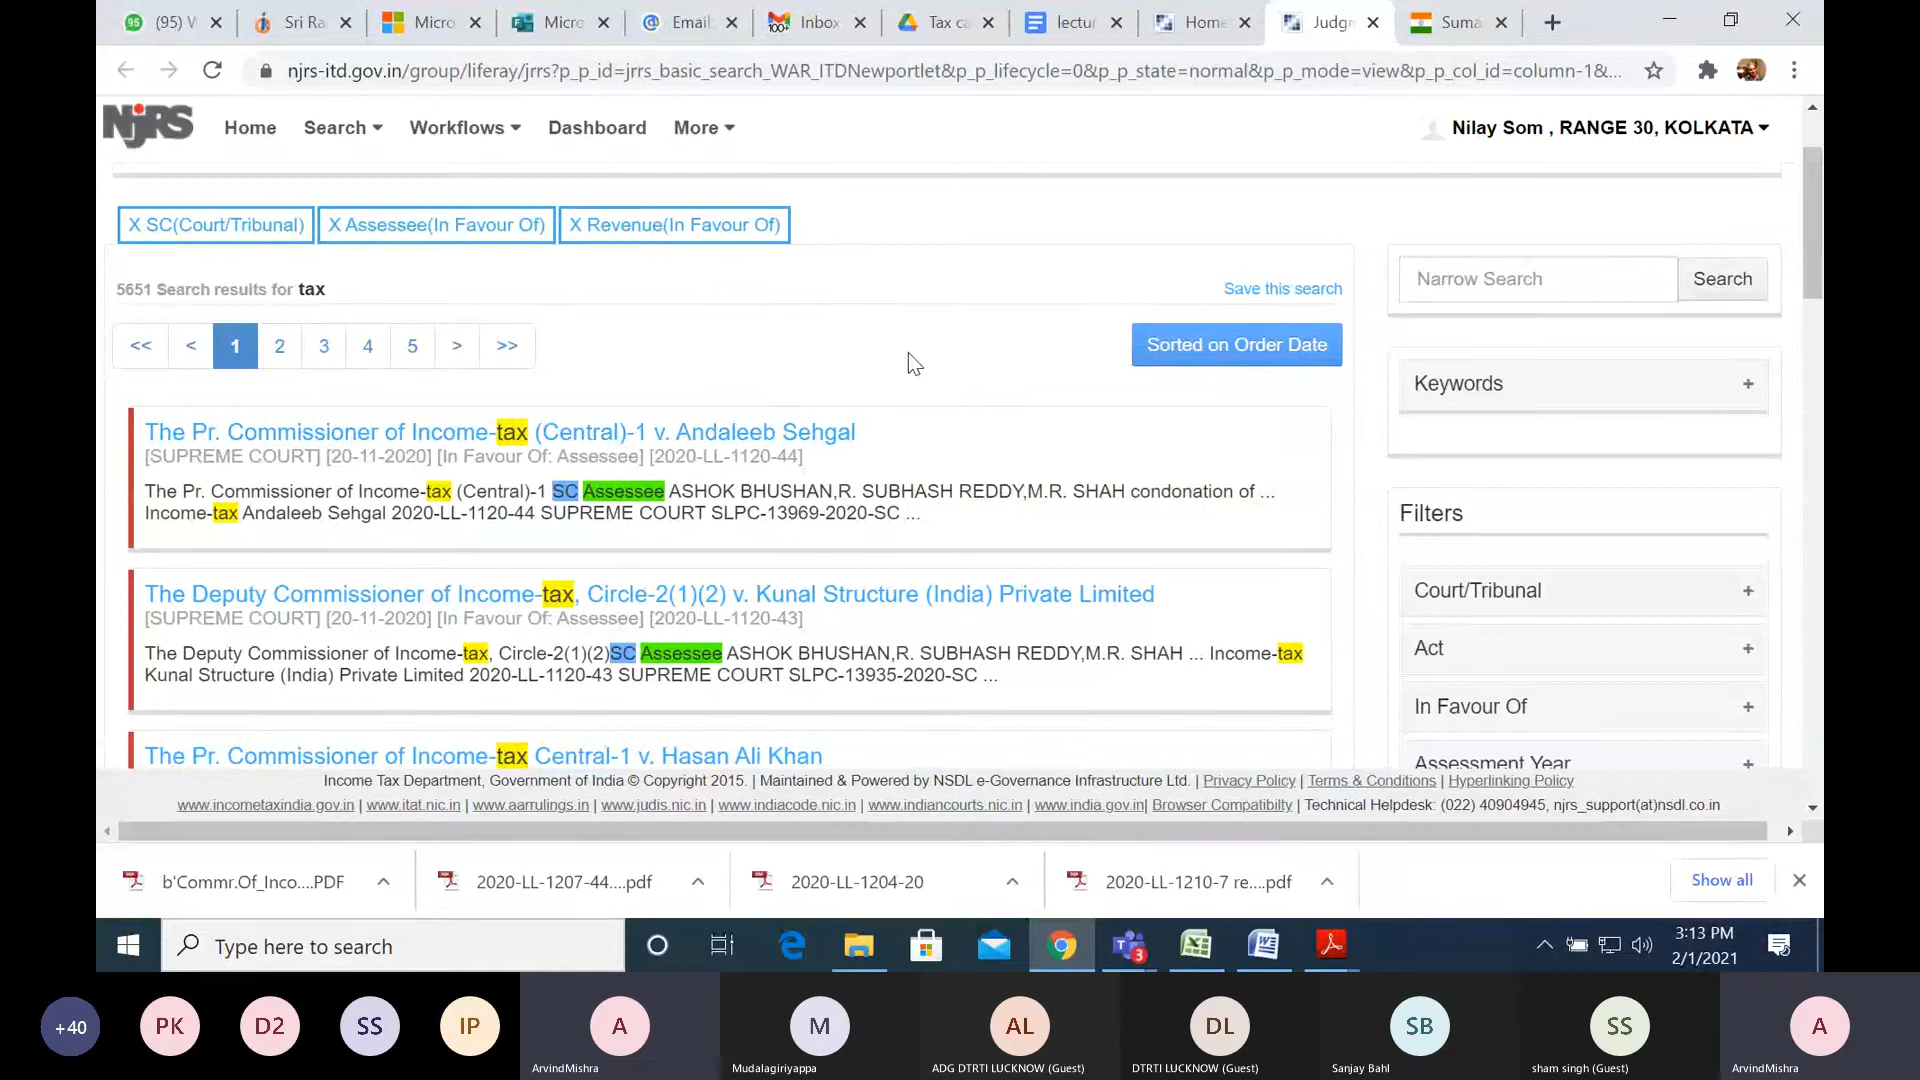 (95) W
Sri Ra
Micro
Micro
Email
Inbox
Tax ca
lectur
Home
Judgm
Suma
njrs-itd.gov.in/group/liferay/jrrs?p_p_id=jrrs_basic_search_WAR_ITDNewportlet&p_p_lifecycle=0&p_p_state=normal&p_p_mode=view&p_p_col_id=column-1&...
NJRS
Home
Search
Workflows
Dashboard
More
Nilay Som , RANGE 30, KOLKATA
X SC(Court/Tribunal)
X Assessee(In Favour Of)
X Revenue(In Favour Of)
5651 Search results for tax
Save this search
<< < 1 2 3 4 5 > >>
Sorted on Order Date
The Pr. Commissioner of Income-tax (Central)-1 v. Andaleeb Sehgal
[SUPREME COURT] [20-11-2020] [In Favour Of: Assessee] [2020-LL-1120-44]
The Pr. Commissioner of Income-tax (Central)-1 SC Assessee ASHOK BHUSHAN,R. SUBHASH REDDY,M.R. SHAH condonation of ...
Income-tax Andaleeb Sehgal 2020-LL-1120-44 SUPREME COURT SLPC-13969-2020-SC ...
The Deputy Commissioner of Income-tax, Circle-2(1)(2) v. Kunal Structure (India) Private Limited
[SUPREME COURT] [20-11-2020] [In Favour Of: Assessee] [2020-LL-1120-43]
The Deputy Commissioner of Income-tax, Circle-2(1)(2)SC Assessee ASHOK BHUSHAN,R. SUBHASH REDDY,M.R. SHAH ... Income-tax
Kunal Structure (India) Private Limited 2020-LL-1120-43 SUPREME COURT SLPC-13935-2020-SC ...
The Pr. Commissioner of Income-tax Central-1 v. Hasan Ali Khan
Narrow Search
Search
Keywords +
Filters
Court/Tribunal +
Act +
In Favour Of +
Assessment Year +
Income Tax Department, Government of India © Copyright 2015. | Maintained & Powered by NSDL e-Governance Infrastructure Ltd. | Privacy Policy | Terms & Conditions | Hyperlinking Policy
www.incometaxindia.gov.in | www.itat.nic.in | www.aarrulings.in | www.judis.nic.in | www.indiacode.nic.in | www.indiancourts.nic.in | www.india.gov.in| Browser Compatibilty | Technical Helpdesk: (022) 40904945, njrs_support(at)nsdl.co.in
b'Commr.Of_Inco....PDF
2020-LL-1207-44....pdf
2020-LL-1204-20
2020-LL-1210-7 re....pdf
Show all
Type here to search
3
3:13 PM
2/1/2021
+40
PK
D2
SS
IP
A
M
AL
DL
SB
SS
A
ArvindMishra
Mudalagiriyappa
ADG DTRTI LUCKNOW (Guest)
DTRTI LUCKNOW (Guest)
Sanjay Bahl
sham singh (Guest)
ArvindMishra